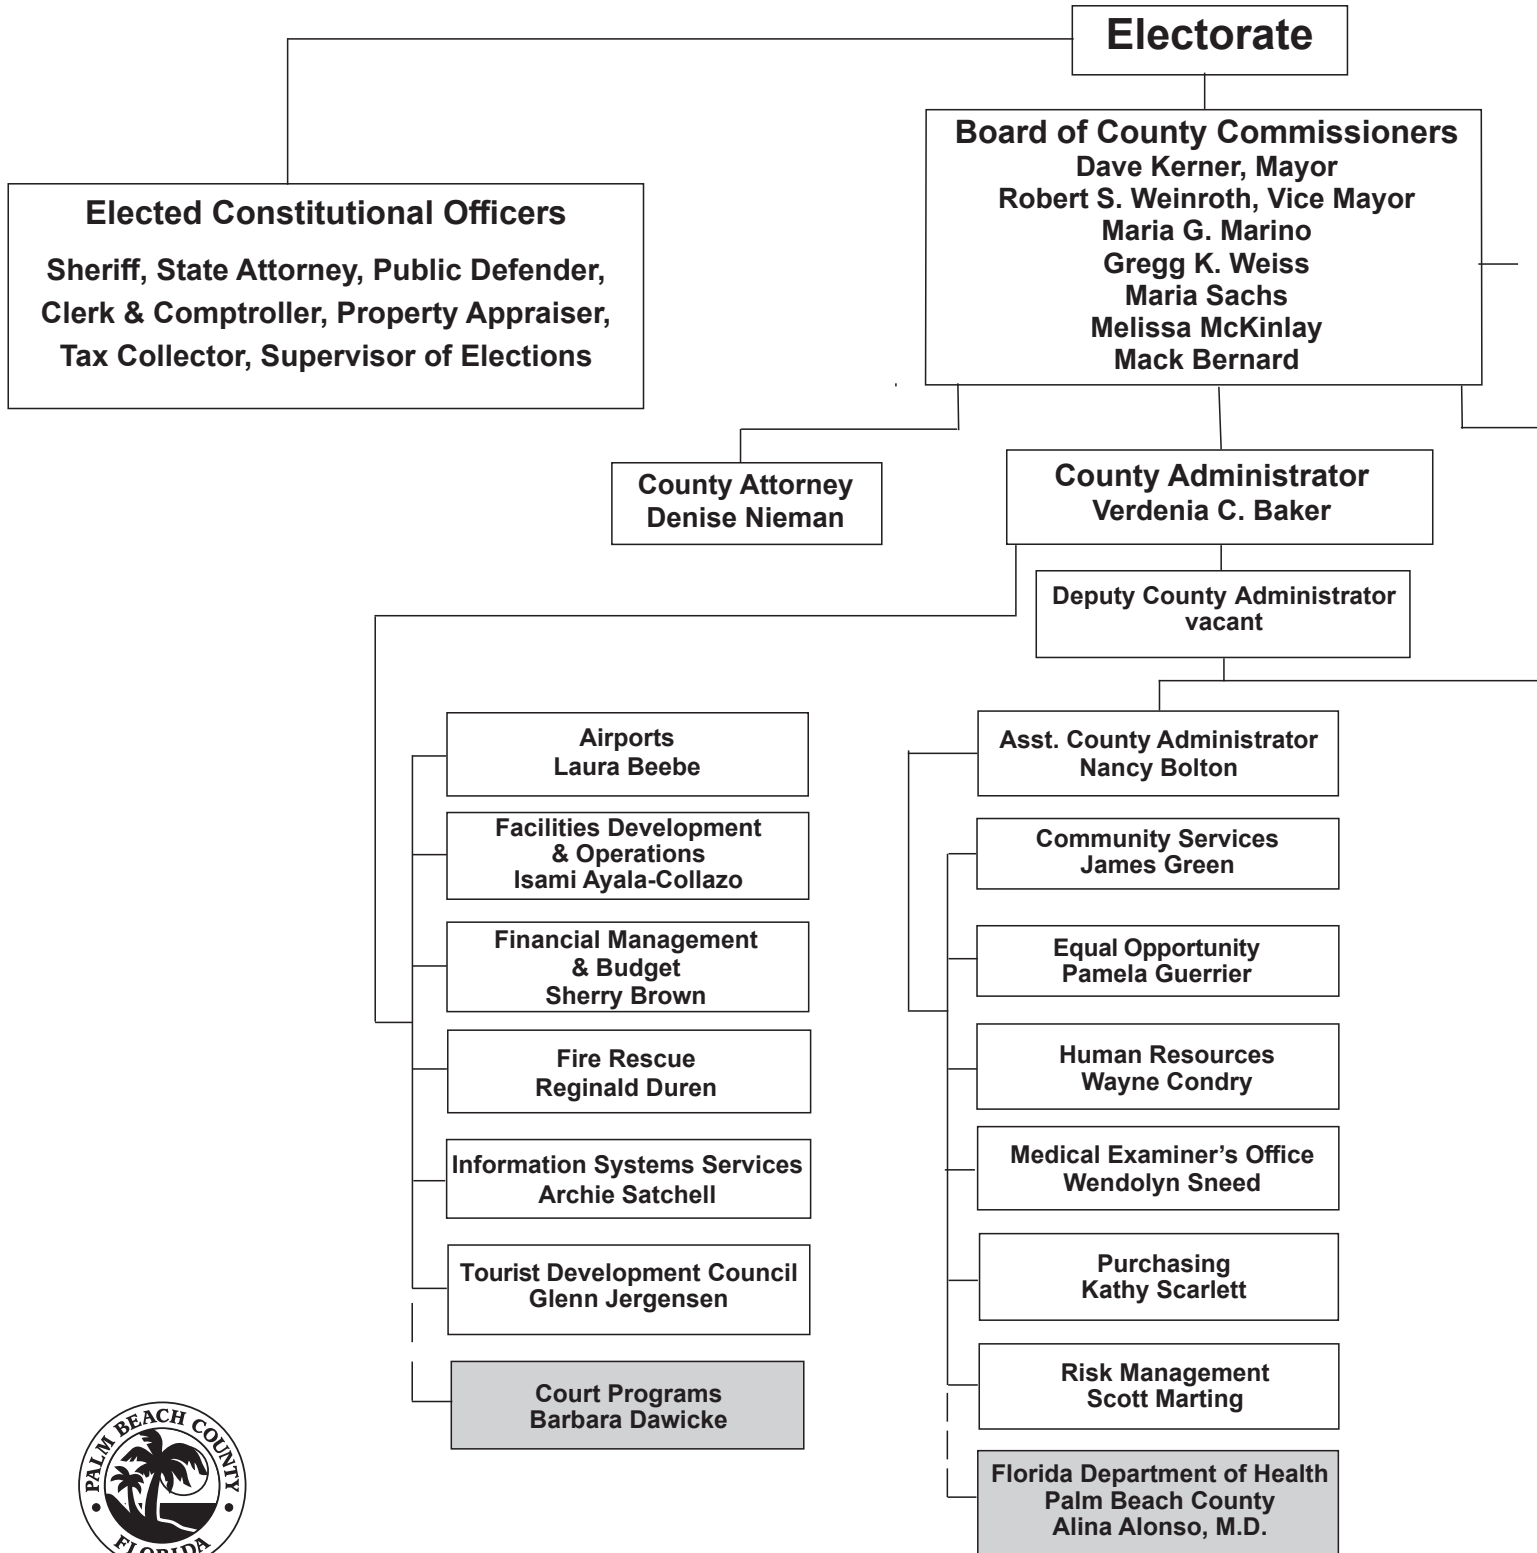 Electorate
Board of County Commissioners
Dave Kerner, Mayor
Robert S. Weinroth, Vice Mayor
Maria G. Marino
Gregg K. Weiss
Maria Sachs
Melissa McKinlay
Mack Bernard
Elected Constitutional Officers
Sheriff, State Attorney, Public Defender,
Clerk & Comptroller, Property Appraiser,
Tax Collector, Supervisor of Elections
County Attorney
Denise Nieman
County Administrator
Verdenia C. Baker
Deputy County Administrator
vacant
Airports
Laura Beebe
Facilities Development
& Operations
Isami Ayala-Collazo
Financial Management
& Budget
Sherry Brown
Fire Rescue
Reginald Duren
Information Systems Services
Archie Satchell
Tourist Development Council
Glenn Jergensen
Court Programs
Barbara Dawicke
Asst. County Administrator
Nancy Bolton
Community Services
James Green
Equal Opportunity
Pamela Guerrier
Human Resources
Wayne Condry
Medical Examiner’s Office
Wendolyn Sneed
Purchasing
Kathy Scarlett
Risk Management
Scott Marting
Florida Department of Health
Palm Beach County
Alina Alonso, M.D.
PALM BEACH COUNTY
FLORIDA